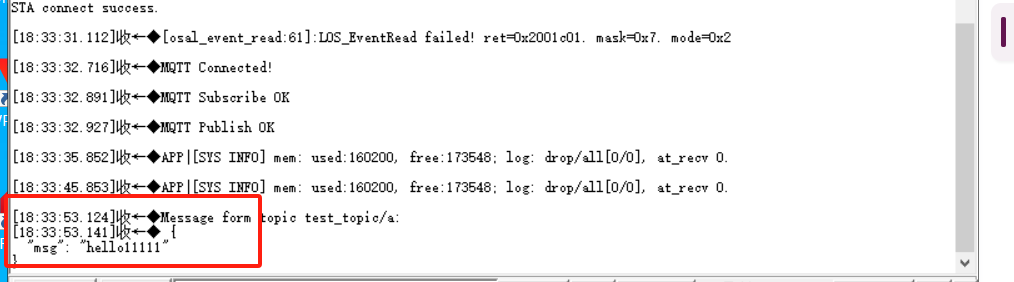 STA connect success.
[18:33:31.112]收←◆[osal_event_read:61]:LOS_EventRead failed! ret=0x2001c01. mask=0x7. mode=0x2
[18:33:32.716]收←◆MQTT Connected!
[18:33:32.891]收←◆MQTT Subscribe OK
[18:33:32.927]收←◆MQTT Publish OK
[18:33:35.852]收←◆APP|[SYS INFO] mem: used:160200, free:173548; log: drop/all[0/0], at_recv 0.
[18:33:45.853]收←◆APP|[SYS INFO] mem: used:160200, free:173548; log: drop/all[0/0], at_recv 0.
[18:33:53.124]收←◆Message form topic test_topic/a:
[18:33:53.141]收←◆ {
"msg": "hello11111"
}